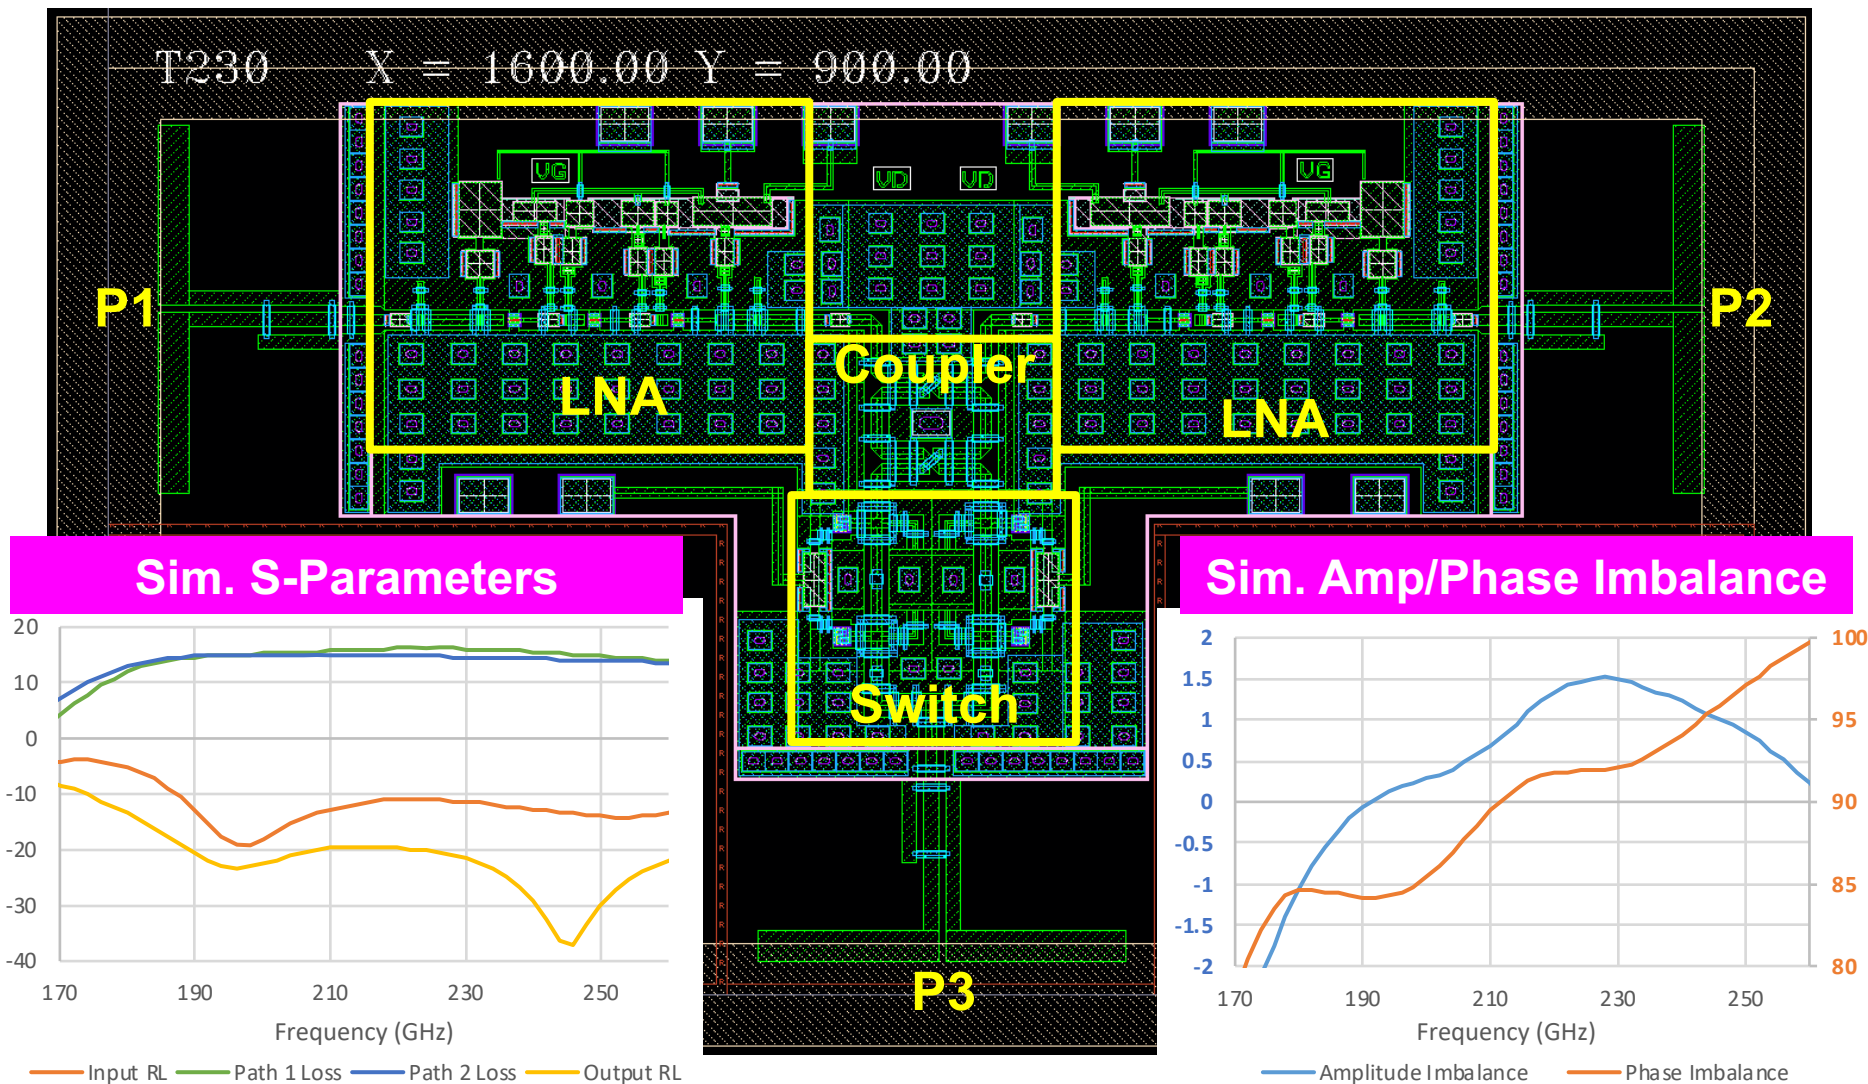 T230 X = 1600.00 Y = 900.00
VG
VD
VD
VG
P1
P2
Coupler
LNA
LNA
Switch
P3
Sim. S-Parameters
20
10
0
-10
-20
-30
-40
170 190 210 230 250
Frequency (GHz)
Input RL Path 1 Loss Path 2 Loss Output RL
Sim. Amp/Phase Imbalance
2
1.5
1
0.5
0
-0.5
-1
-1.5
-2
100
95
90
85
80
170 190 210 230 250
Frequency (GHz)
Amplitude Imbalance Phase Imbalance